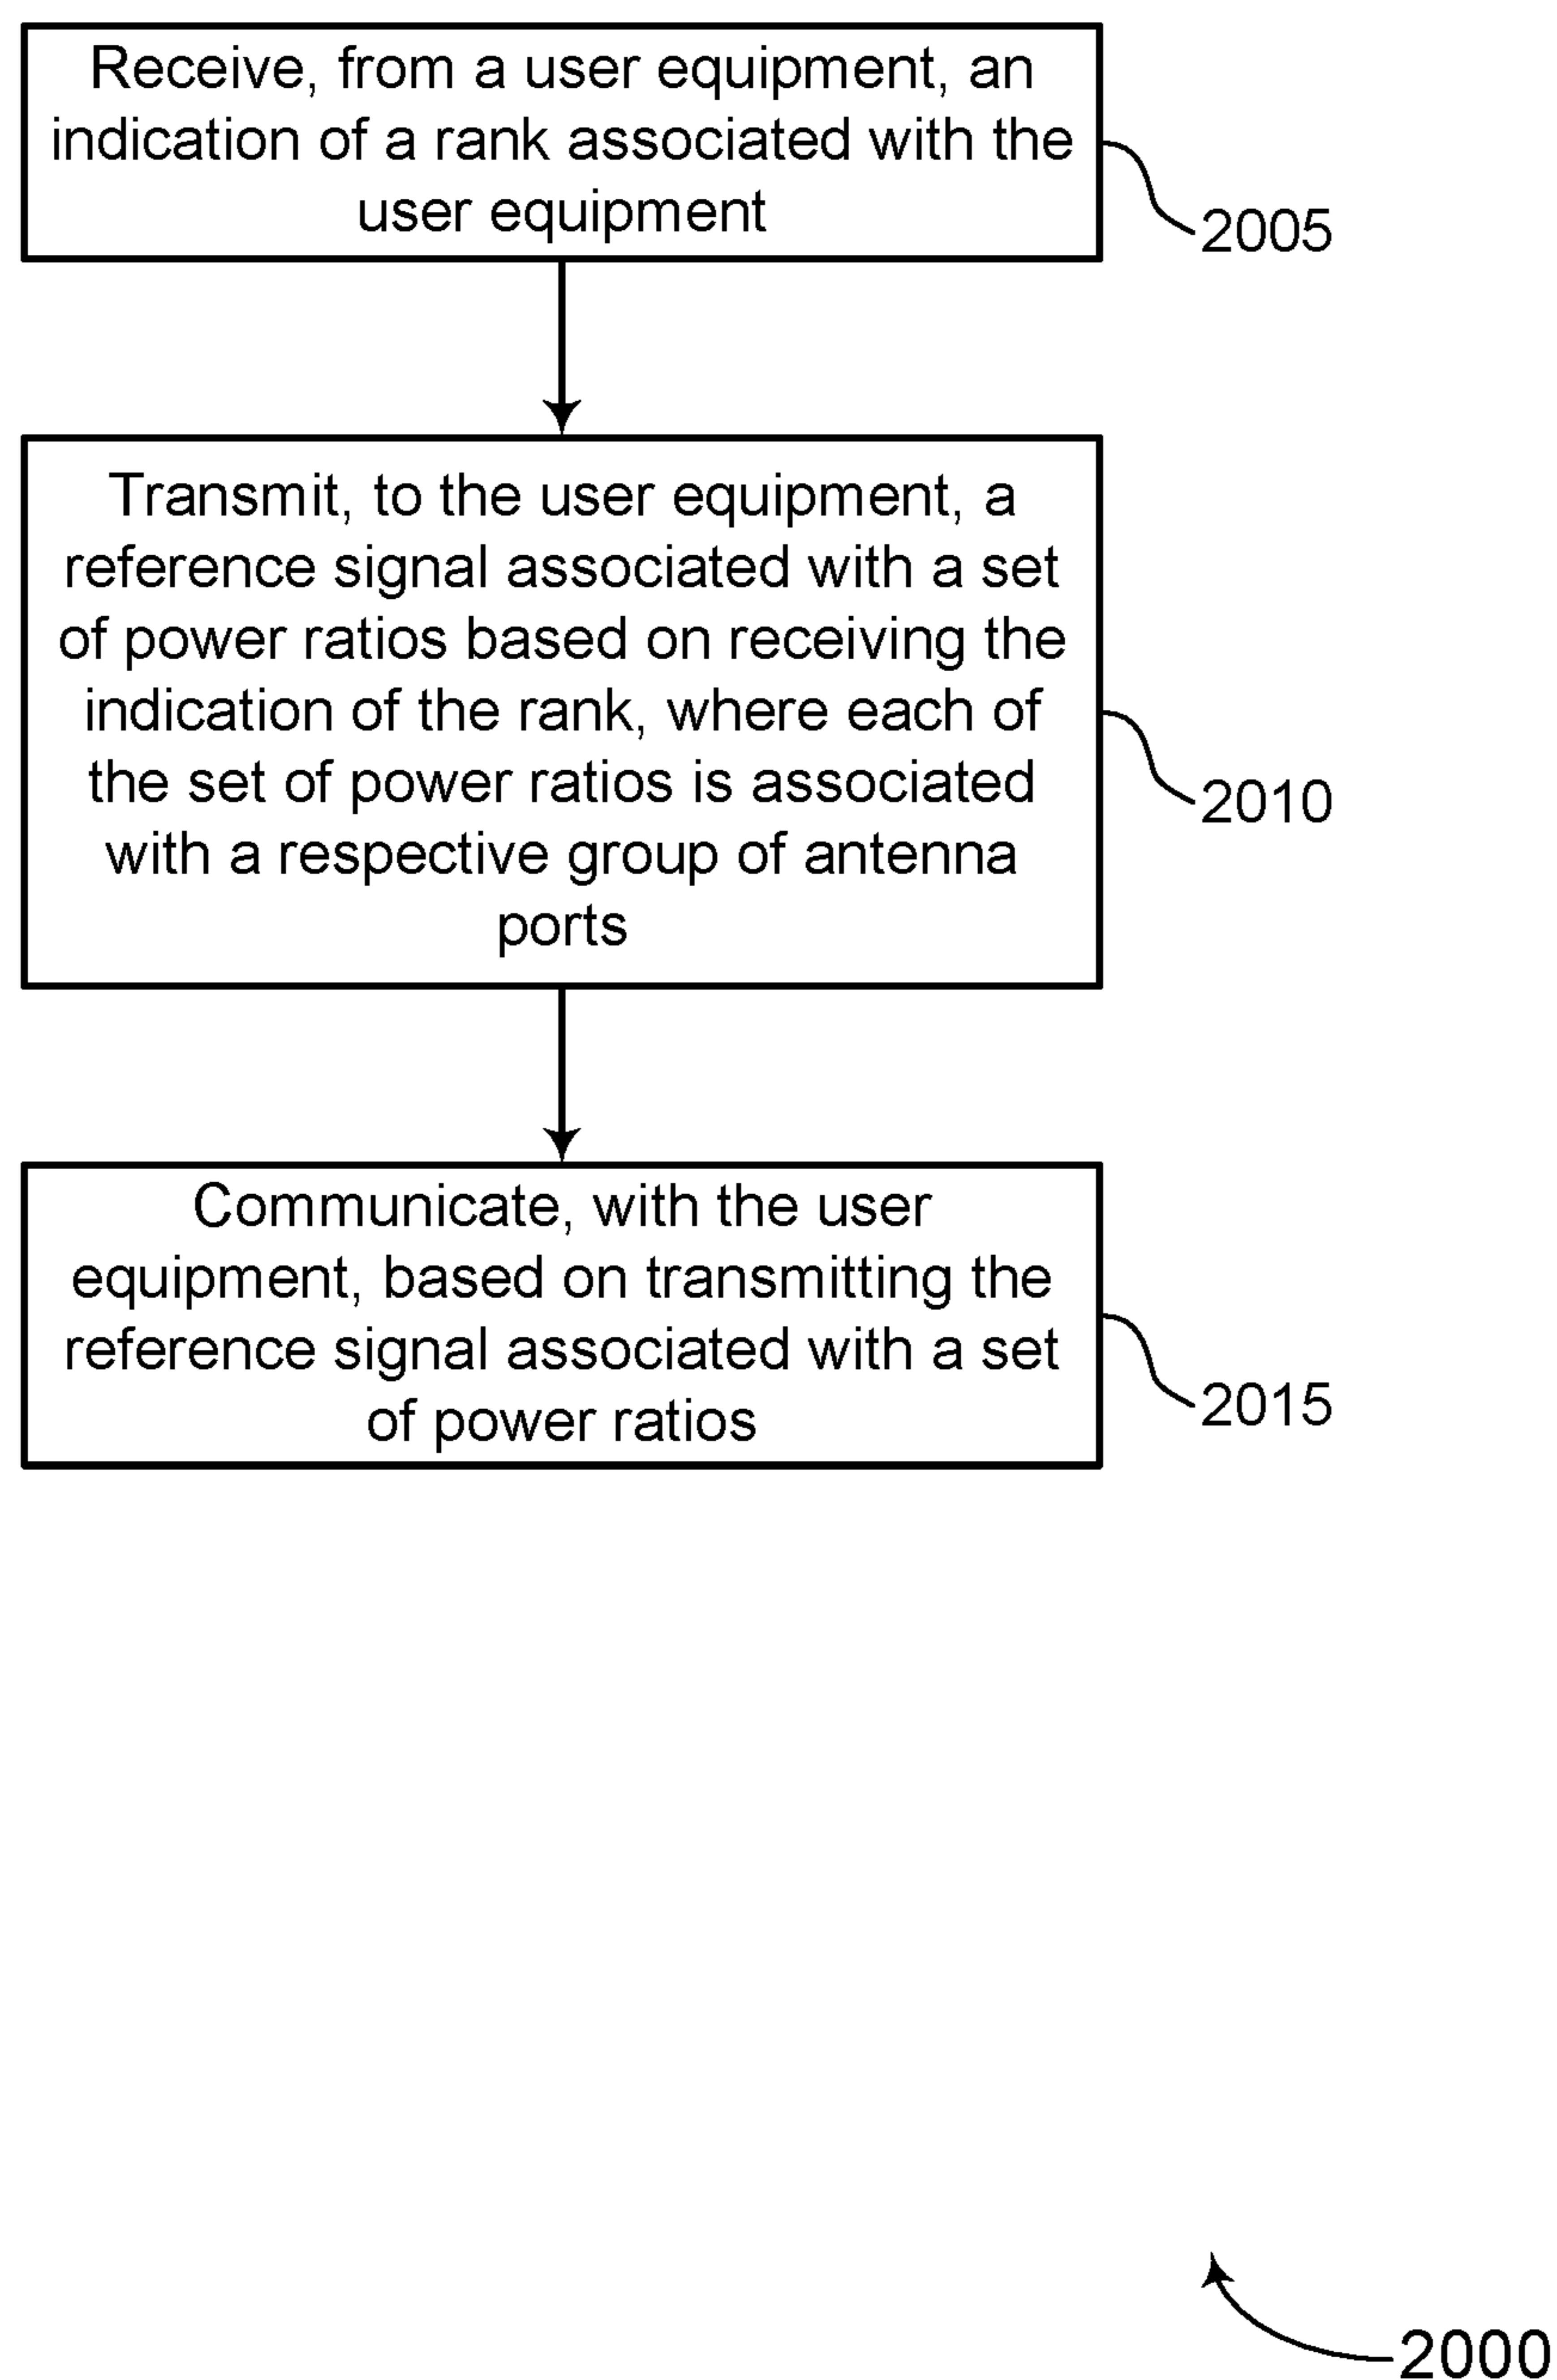 Receive, from a user equipment, an
indication of a rank associated with the
user equipment
2005
Transmit, to the user equipment, a
reference signal associated with a set
of power ratios based on receiving the
indication of the rank, where each of
the set of power ratios is associated
with a respective group of antenna
ports
2010
Communicate, with the user
equipment, based on transmitting the
reference signal associated with a set
of power ratios
2015
2000